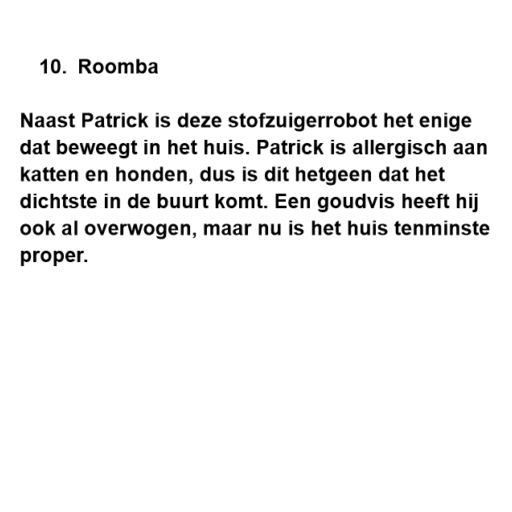 10. Roomba
Naast Patrick is deze stofzuigerrobot het enige
dat beweegt in het huis. Patrick is allergisch aan
katten en honden, dus is dit hetgeen dat het
dichtste in de buurt komt. Een goudvis heeft hij
ook al overwogen, maar nu is het huis tenminste
proper.